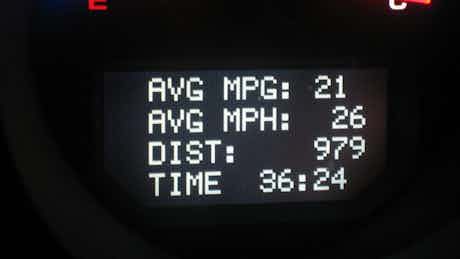 E C
AVG MPG: 21
AVG MPH: 26
DIST: 979
TIME 36:24